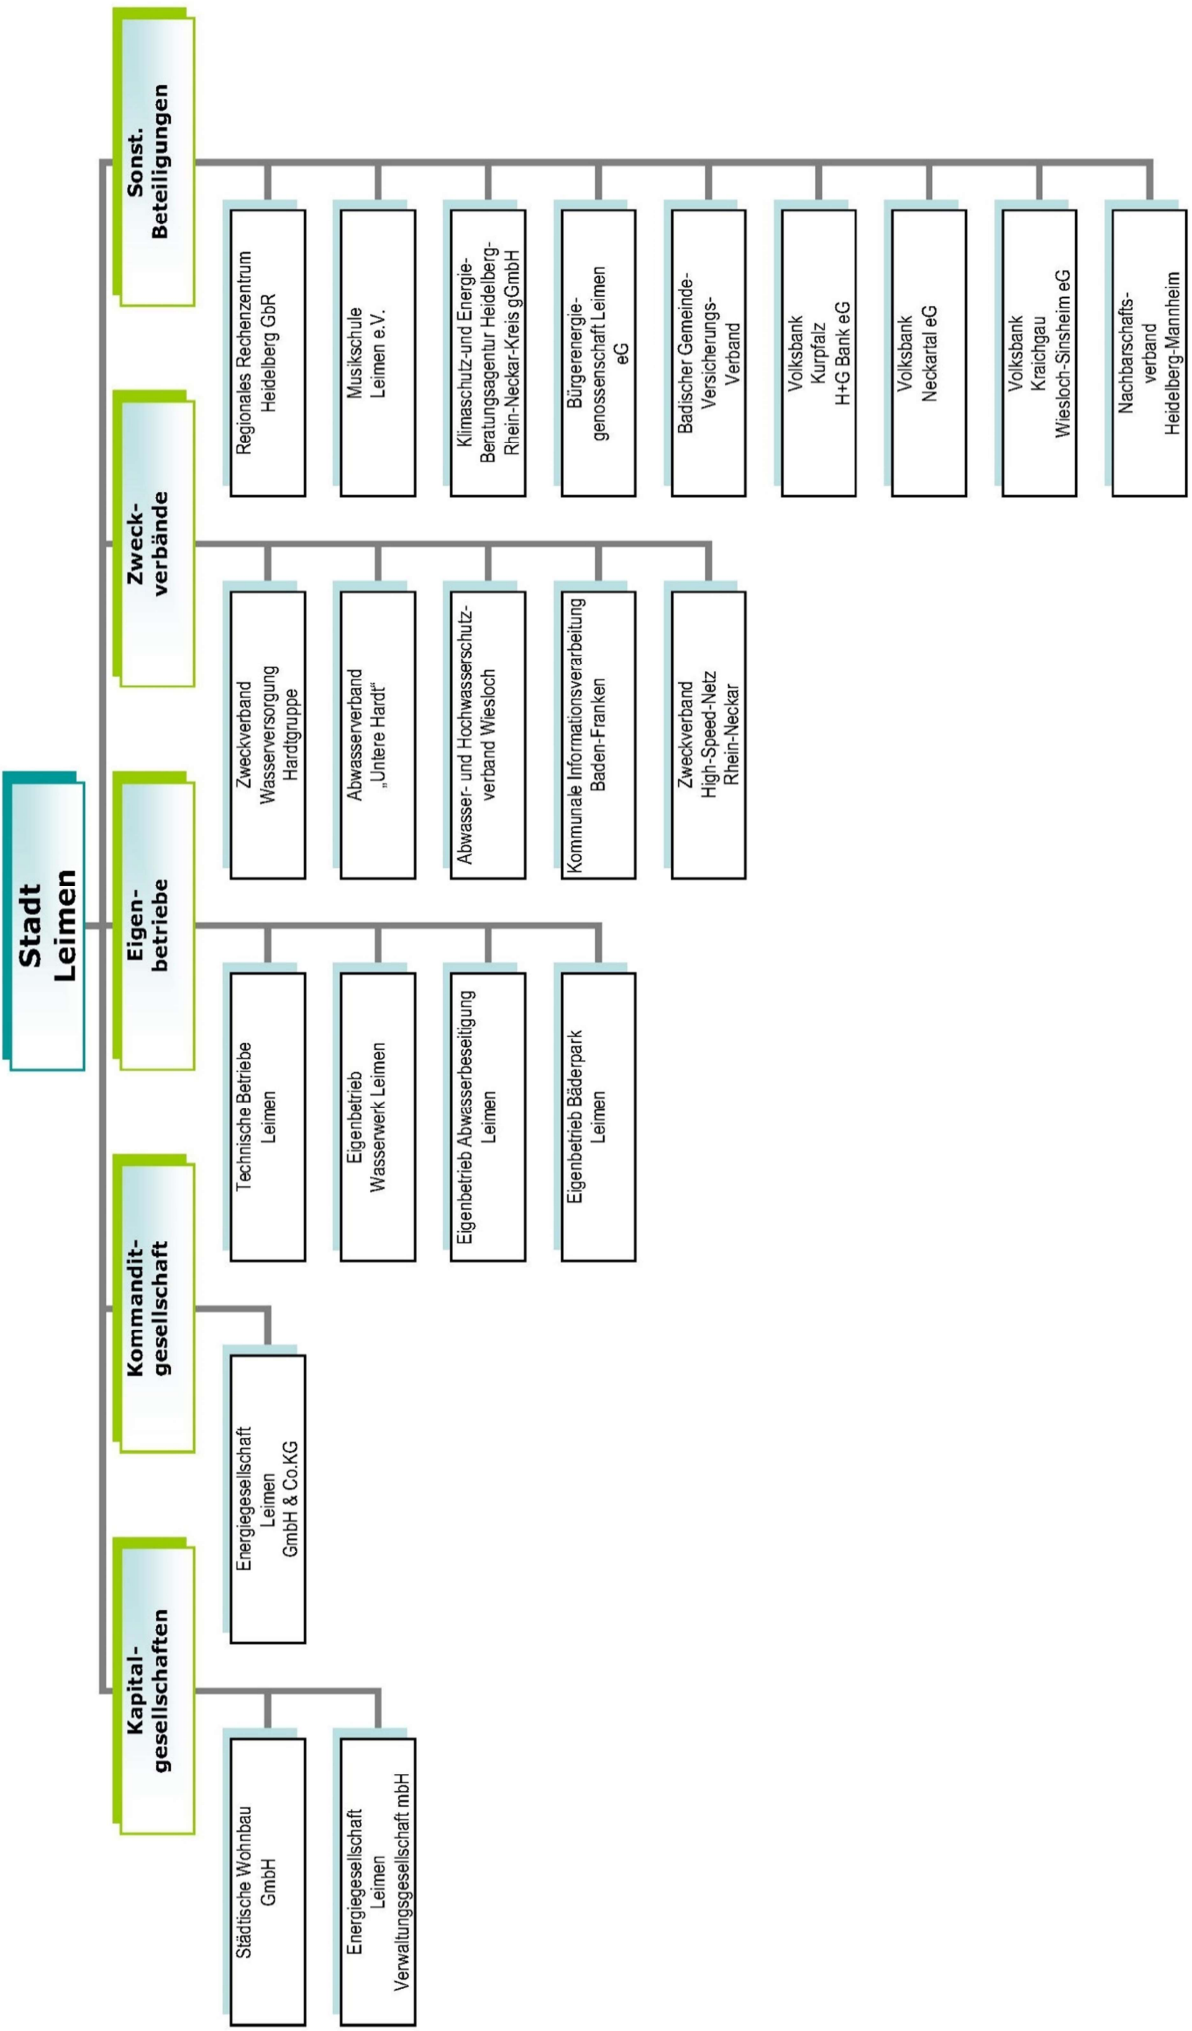 Stadt
Leimen
Kapital-
gesellschaften
Städtische Wohnbau
GmbH
Energiegesellschaft
Leimen
Verwaltungsgesellschaft mbH
Kommandit-
gesellschaft
Energiegesellschaft
Leimen
GmbH & Co.KG
Eigen-
betriebe
Technische Betriebe
Leimen
Eigenbetrieb
Wasserwerk Leimen
Eigenbetrieb Abwasserbeseitigung
Leimen
Eigenbetrieb Bäderpark
Leimen
Zweck-
verbände
Zweckverband
Wasserversorgung
Hardtgruppe
Abwasserverband
„Untere Hardt“
Abwasser- und Hochwasserschutz-
verband Wiesloch
Kommunale Informationsverarbeitung
Baden-Franken
Zweckverband
High-Speed-Netz
Rhein-Neckar
Sonst.
Beteiligungen
Regionales Rechenzentrum
Heidelberg GbR
Musikschule
Leimen e.V.
Klimaschutz-und Energie-
Beratungsagentur Heidelberg-
Rhein-Neckar-Kreis gGmbH
Bürgerenergie-
genossenschaft Leimen
eG
Badischer Gemeinde-
Versicherungs-
Verband
Volksbank
Kurpfalz
H+G Bank eG
Volksbank
Neckartal eG
Volksbank
Kraichgau
Wiesloch-Sinsheim eG
Nachbarschafts-
verband
Heidelberg-Mannheim